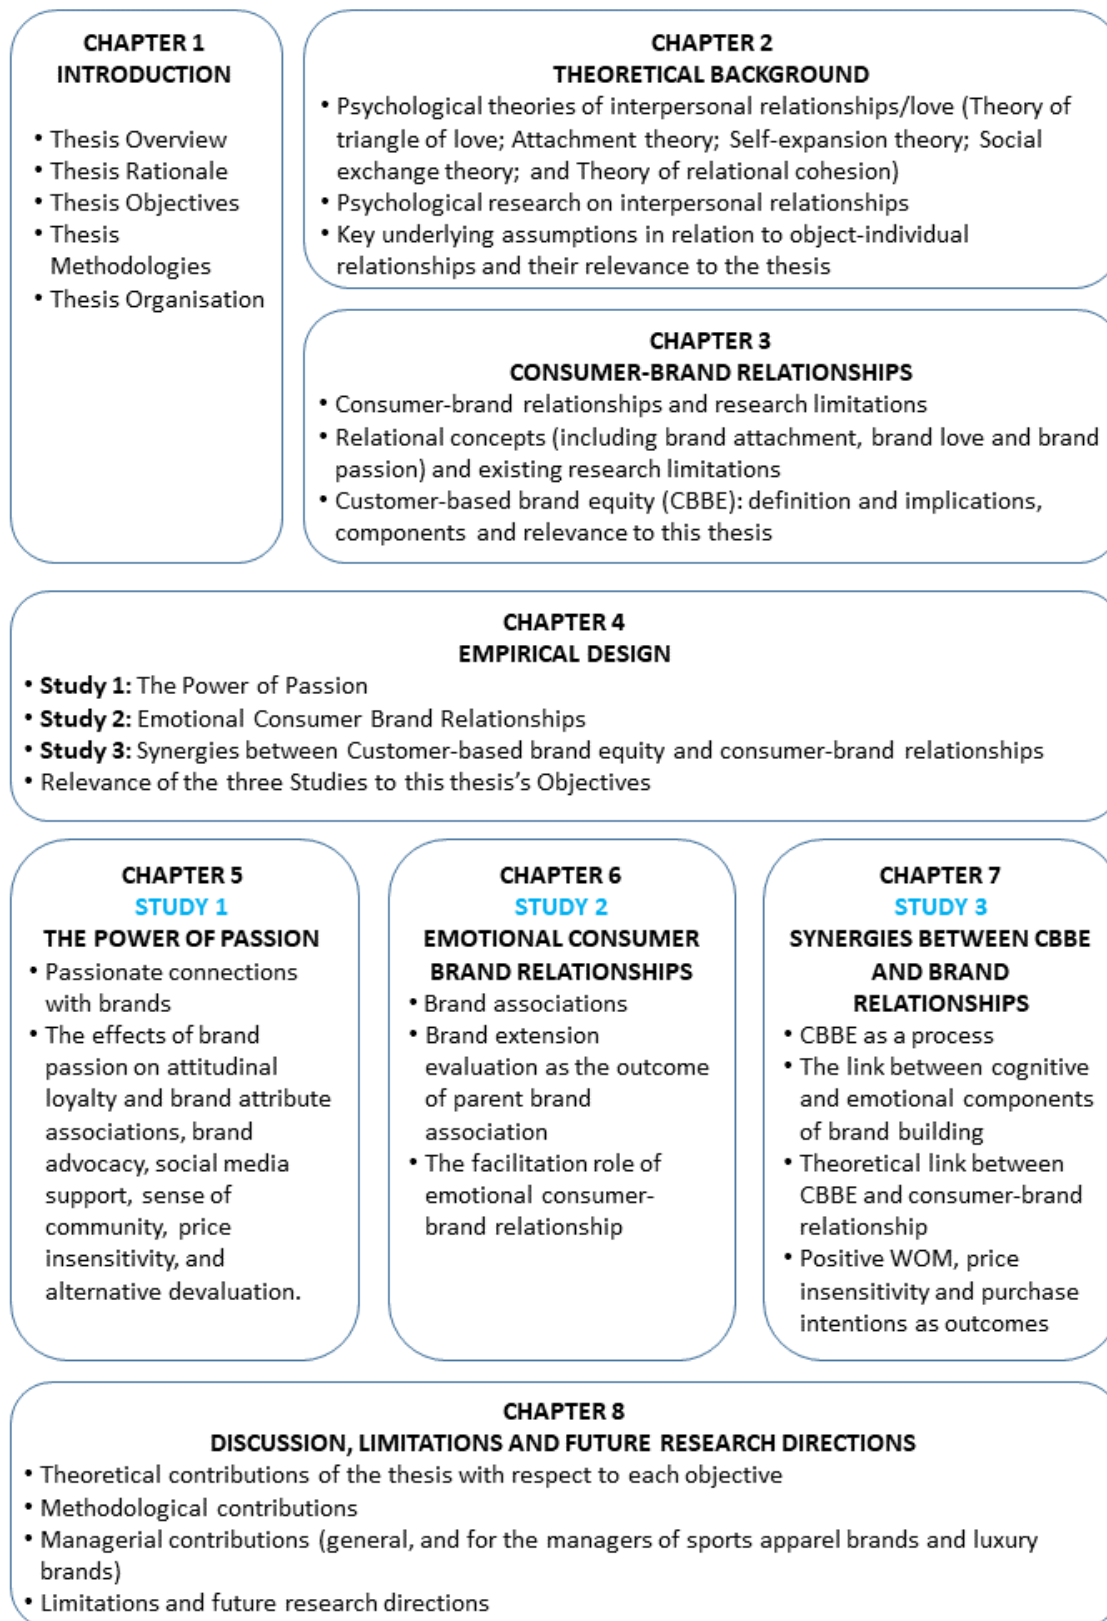 CHAPTER 1
INTRODUCTION
• Thesis Overview
• Thesis Rationale
• Thesis Objectives
• Thesis
Methodologies
• Thesis Organisation
CHAPTER 2
THEORETICAL BACKGROUND
• Psychological theories of interpersonal relationships/love (Theory of
triangle of love; Attachment theory; Self-expansion theory; Social
exchange theory; and Theory of relational cohesion)
• Psychological research on interpersonal relationships
• Key underlying assumptions in relation to object-individual
relationships and their relevance to the thesis
CHAPTER 3
CONSUMER-BRAND RELATIONSHIPS
• Consumer-brand relationships and research limitations
• Relational concepts (including brand attachment, brand love and brand
passion) and existing research limitations
• Customer-based brand equity (CBBE): definition and implications,
components and relevance to this thesis
CHAPTER 4
EMPIRICAL DESIGN
• Study 1: The Power of Passion
• Study 2: Emotional Consumer Brand Relationships
• Study 3: Synergies between Customer-based brand equity and consumer-brand relationships
• Relevance of the three Studies to this thesis’s Objectives
CHAPTER 5
STUDY 1
THE POWER OF PASSION
• Passionate connections
with brands
• The effects of brand
passion on attitudinal
loyalty and brand attribute
associations, brand
advocacy, social media
support, sense of
community, price
insensitivity, and
alternative devaluation.
CHAPTER 6
STUDY 2
EMOTIONAL CONSUMER
BRAND RELATIONSHIPS
• Brand associations
• Brand extension
evaluation as the outcome
of parent brand
association
• The facilitation role of
emotional consumer-
brand relationship
CHAPTER 7
STUDY 3
SYNERGIES BETWEEN CBBE
AND BRAND
RELATIONSHIPS
• CBBE as a process
• The link between cognitive
and emotional components
of brand building
• Theoretical link between
CBBE and consumer-brand
relationship
• Positive WOM, price
insensitivity and purchase
intentions as outcomes
CHAPTER 8
DISCUSSION, LIMITATIONS AND FUTURE RESEARCH DIRECTIONS
• Theoretical contributions of the thesis with respect to each objective
• Methodological contributions
• Managerial contributions (general, and for the managers of sports apparel brands and luxury
brands)
• Limitations and future research directions